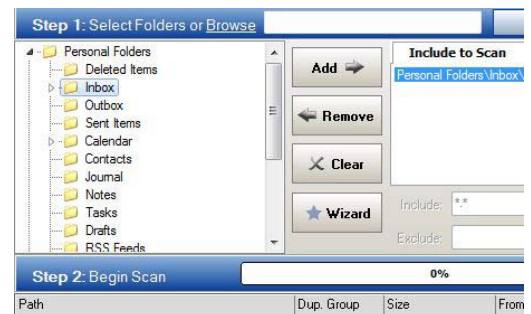 Step 1: Select Folders or Browse
Personal Folders
Deleted Items
Inbox
Outbox
Sent Items
Calendar
Contacts
Journal
Notes
Tasks
Drafts
RSS Feeds
Add
Remove
Clear
Wizard
Include to Scan
Personal Folders\Inbox\
Include: *.*
Exclude:
Step 2: Begin Scan
0%
Path Dup. Group Size From